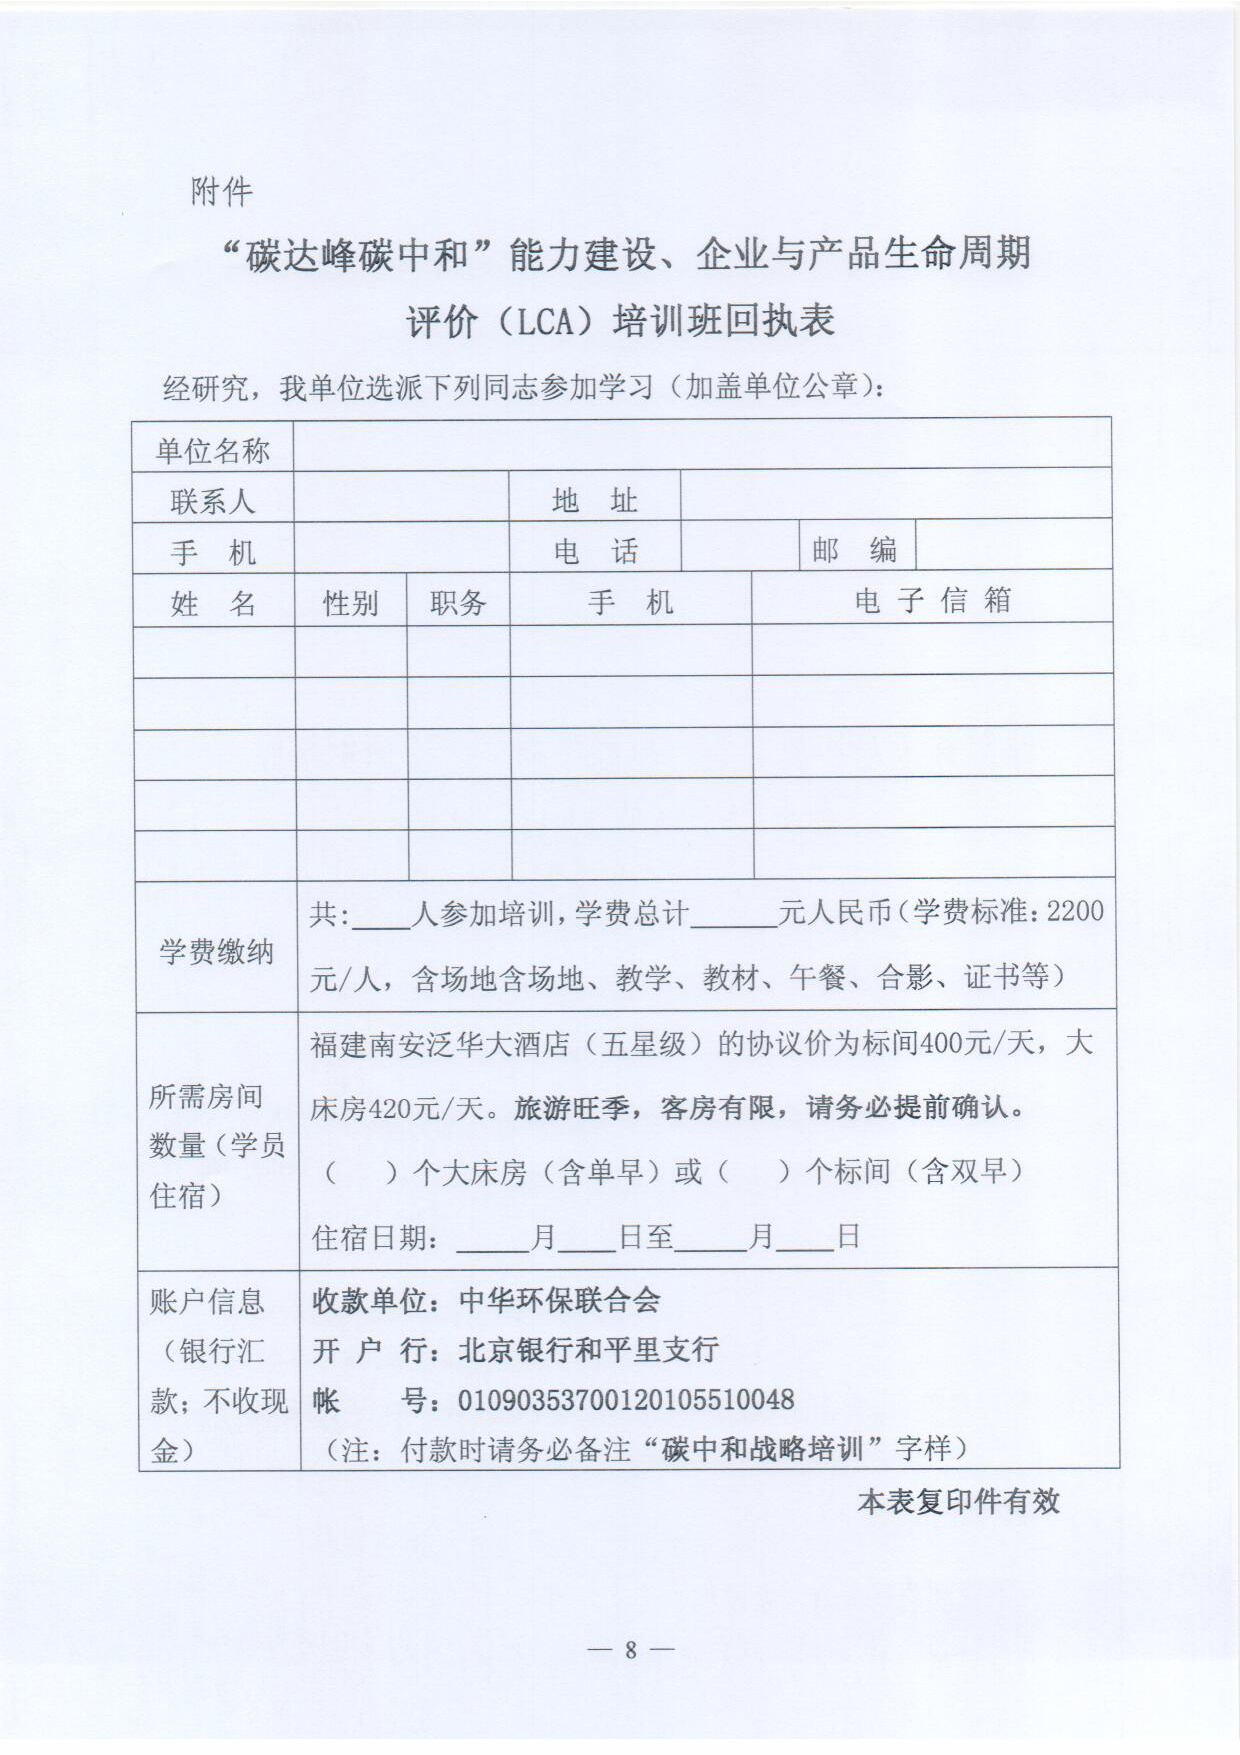 附件
“碳达峰碳中和”能力建设、企业与产品生命周期
评价（LCA）培训班回执表
经研究，我单位选派下列同志参加学习（加盖单位公章）：
单位名称
联系人 地 址
手 机 电 话 邮 编
姓 名 性别 职务 手 机 电 子 信 箱
学费缴纳
共：____人参加培训，学费总计______元人民币（学费标准：2200
元/人，含场地含场地、教学、教材、午餐、合影、证书等）
所需房间
数量（学员
住宿）
福建南安泛华大酒店（五星级）的协议价为标间400元/天，大
床房420元/天。旅游旺季，客房有限，请务必提前确认。
（ ）个大床房（含单早）或（ ）个标间（含双早）
住宿日期：_____月____日至_____月____日
账户信息
（银行汇
款；不收现
金）
收款单位：中华环保联合会
开 户 行：北京银行和平里支行
帐 号：01090353700120105510048
（注：付款时请务必备注“碳中和战略培训”字样）
本表复印件有效
— 8 —